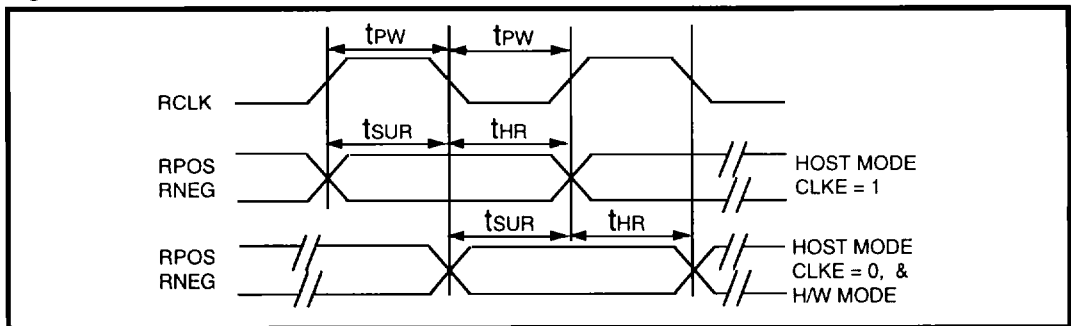 tPW tPW
RCLK
tSUR tHR
RPOS
RNEG
HOST MODE
CLKE = 1
tSUR tHR
RPOS
RNEG
HOST MODE
CLKE = 0, &
H/W MODE